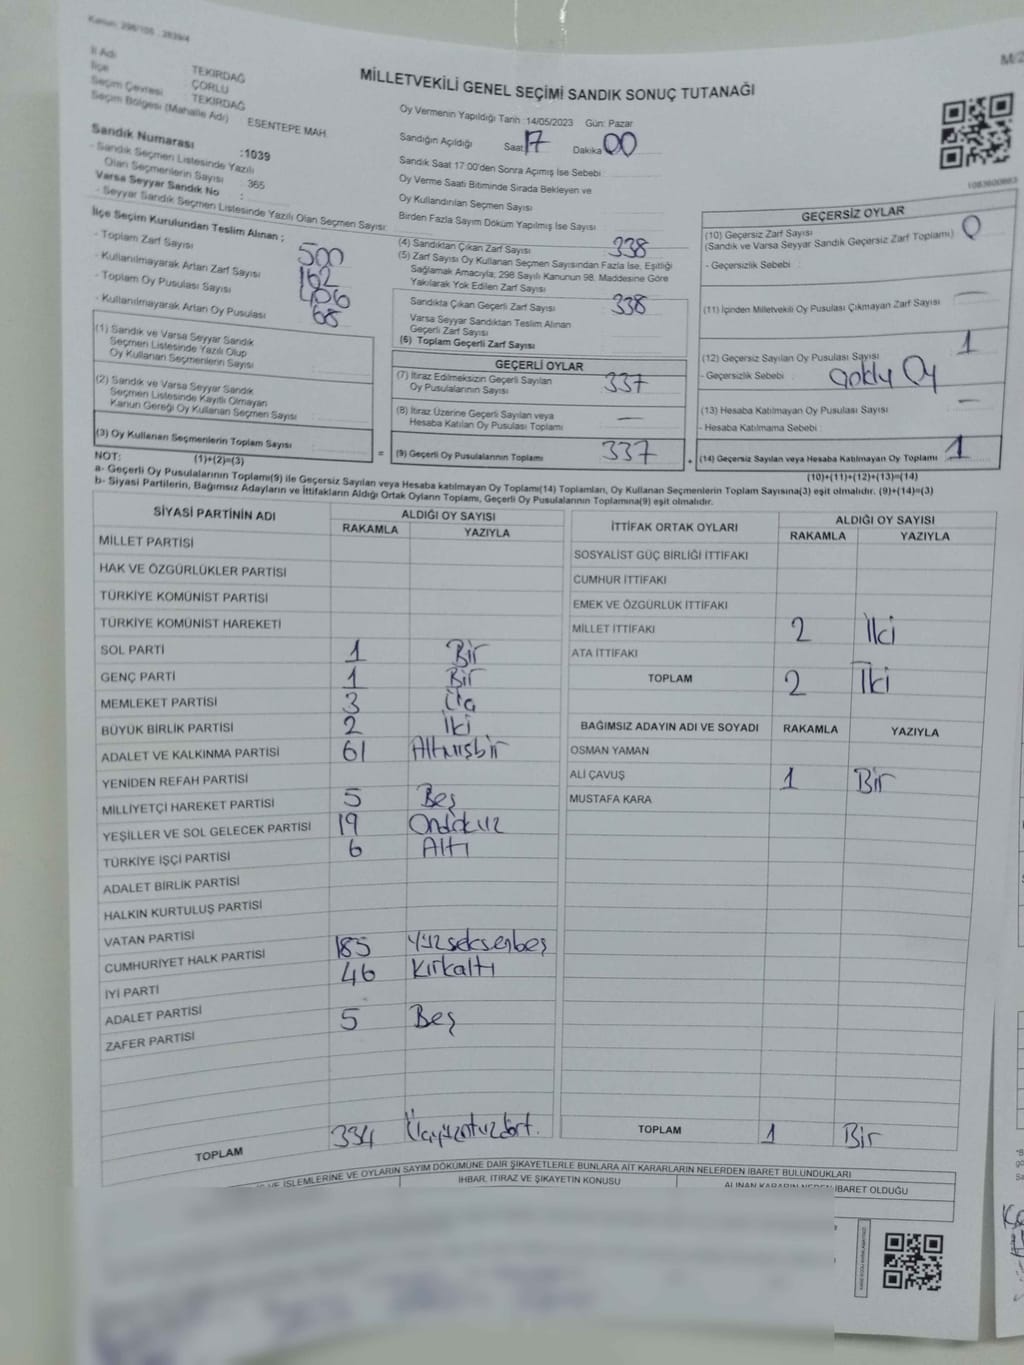 Kanun: 298/105 - 2839/4
İl Adı : TEKİRDAĞ
İlçe : ÇORLU
Seçim Çevresi : TEKİRDAĞ
Seçim Bölgesi (Mahalle Adı) ESENTEPE MAH.
Sandık Numarası :1039
- Sandık Seçmen Listesinde Yazılı
Olan Seçmenlerin Sayısı : 365
Varsa Seyyar Sandık No :
- Seyyar Sandık Seçmen Listesinde Yazılı Olan Seçmen Sayısı:
MİLLETVEKİLİ GENEL SEÇİMİ SANDIK SONUÇ TUTANAĞI
Oy Vermenin Yapıldığı Tarih :14/05/2023 Gün: Pazar
Sandığın Açıldığı Saat 17 Dakika 00
Sandık Saat 17:00'den Sonra Açımış İse Sebebi :
Oy Verme Saati Bitiminde Sırada Bekleyen ve
Oy Kullandırılan Seçmen Sayısı
Birden Fazla Sayım Döküm Yapılmış İse Sayısı :
M/2
İlçe Seçim Kurulundan Teslim Alınan ;
- Toplam Zarf Sayısı 500
- Kullanılmayarak Artan Zarf Sayısı 162
- Toplam Oy Pusulası Sayısı 406
- Kullanılmayarak Artan Oy Pusulası 68
(1) Sandık ve Varsa Seyyar Sandık
Seçmen Listesinde Yazılı Olup
Oy Kullanan Seçmenlerin Sayısı :
(2) Sandık ve Varsa Seyyar Sandık
Seçmen Listesinde Kayıtlı Olmayan
Kanun Gereği Oy Kullanan Seçmen Sayısı :
(3) Oy Kullanan Seçmenlerin Toplam Sayısı
(1)+(2)=(3)
(4) Sandıktan Çıkan Zarf Sayısı 338
(5) Zarf Sayısı Oy Kullanan Seçmen Sayısından Fazla İse, Eşitliği
Sağlamak Amacıyla, 298 Sayılı Kanunun 98. Maddesine Göre
Yakılarak Yok Edilen Zarf Sayısı
Sandıkta Çıkan Geçerli Zarf Sayısı 338
Varsa Seyyar Sandıktan Teslim Alınan
Geçerli Zarf Sayısı
(6) Toplam Geçerli Zarf Sayısı
GEÇERLİ OYLAR
(7) İtiraz Edilmeksizin Geçerli Sayılan
Oy Pusulalarının Sayısı 337
(8) İtiraz Üzerine Geçerli Sayılan veya
Hesaba Katılan Oy Pusulası Toplamı —
= (9) Geçerli Oy Pusulalarının Toplamı 337 +
GEÇERSİZ OYLAR
(10) Geçersiz Zarf Sayısı 0
(Sandık ve Varsa Seyyar Sandık Geçersiz Zarf Toplamı)
- Geçersizlik Sebebi :
(11) İçinden Milletvekili Oy Pusulası Çıkmayan Zarf Sayısı —
(12) Geçersiz Sayılan Oy Pusulası Sayısı 1
- Geçersizlik Sebebi : çoklu Oy
(13) Hesaba Katılmayan Oy Pusulası Sayısı —
- Hesaba Katılmama Sebebi :
(14) Geçersiz Sayılan veya Hesaba Katılmayan Oy Toplamı 1
(10)+(11)+(12)+(13)=(14)
NOT:
a- Geçerli Oy Pusulalarının Toplamı(9) ile Geçersiz Sayılan veya Hesaba katılmayan Oy Toplamı(14) Toplamları, Oy Kullanan Seçmenlerin Toplam Sayısına(3) eşit olmalıdır. (9)+(14)=(3)
b- Siyasi Partilerin, Bağımsız Adayların ve İttifakların Aldığı Ortak Oyların Toplamı, Geçerli Oy Pusulalarının Toplamına(9) eşit olmalıdır.
SİYASİ PARTİNİN ADI ALDIĞI OY SAYISI
RAKAMLA YAZIYLA
MİLLET PARTİSİ
HAK VE ÖZGÜRLÜKLER PARTİSİ
TÜRKİYE KOMÜNİST PARTİSİ
TÜRKİYE KOMÜNİST HAREKETİ
SOL PARTİ 1 Bir
GENÇ PARTİ 1 Bir
MEMLEKET PARTİSİ 3 Üç
BÜYÜK BİRLİK PARTİSİ 2 İki
ADALET VE KALKINMA PARTİSİ 61 Altmışbir
YENİDEN REFAH PARTİSİ
MİLLİYETÇİ HAREKET PARTİSİ 5 Beş
YEŞİLLER VE SOL GELECEK PARTİSİ 19 Ondokuz
TÜRKİYE İŞÇİ PARTİSİ 6 Altı
ADALET BİRLİK PARTİSİ
HALKIN KURTULUŞ PARTİSİ
VATAN PARTİSİ
CUMHURİYET HALK PARTİSİ 185 Yüzseksenbeş
İYİ PARTİ 46 Kırkaltı
ADALET PARTİSİ
ZAFER PARTİSİ 5 Beş
TOPLAM 334 Üçyüzotuzdört.
İTTİFAK ORTAK OYLARI ALDIĞI OY SAYISI
RAKAMLA YAZIYLA
SOSYALİST GÜÇ BİRLİĞİ İTTİFAKI
CUMHUR İTTİFAKI
EMEK VE ÖZGÜRLÜK İTTİFAKI
MİLLET İTTİFAKI 2 İki
ATA İTTİFAKI
TOPLAM 2 İki
BAĞIMSIZ ADAYIN ADI VE SOYADI RAKAMLA YAZIYLA
OSMAN YAMAN
ALİ ÇAVUŞ 1 Bir
MUSTAFA KARA
TOPLAM 1 Bir
İŞLEMLERİNE VE OYLARIN SAYIM DÖKÜMÜNE DAİR ŞİKAYETLERLE BUNLARA AİT KARARLARIN NELERDEN İBARET BULUNDUKLARI
İHBAR, İTİRAZ VE ŞİKAYETİN KONUSU
ALINAN KARARIN NEDEN İBARET OLDUĞU